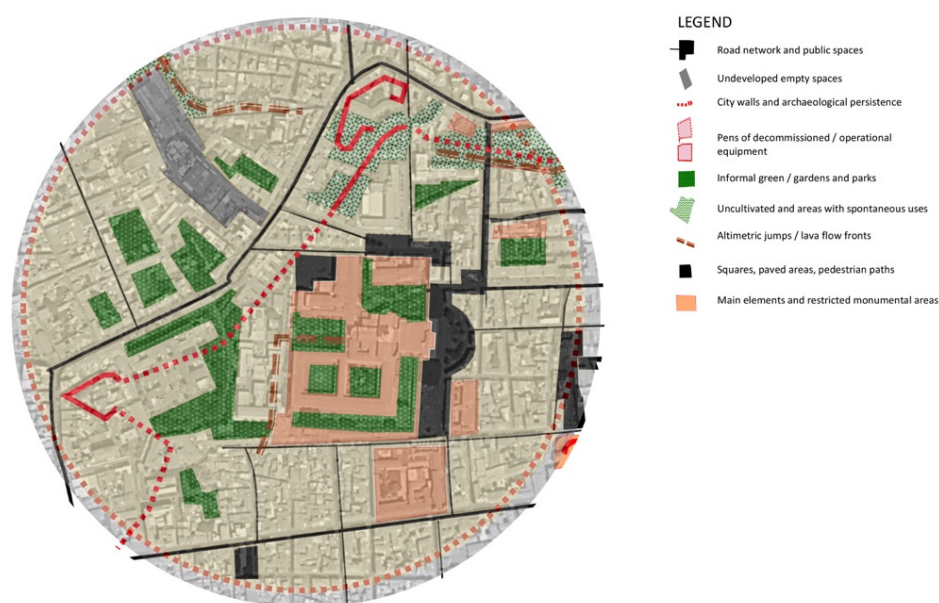 LEGEND
Road network and public spaces
Undeveloped empty spaces
City walls and archaeological persistence
Pens of decommissioned / operational
equipment
Informal green / gardens and parks
Uncultivated and areas with spontaneous uses
Altimetric jumps / lava flow fronts
Squares, paved areas, pedestrian paths
Main elements and restricted monumental areas